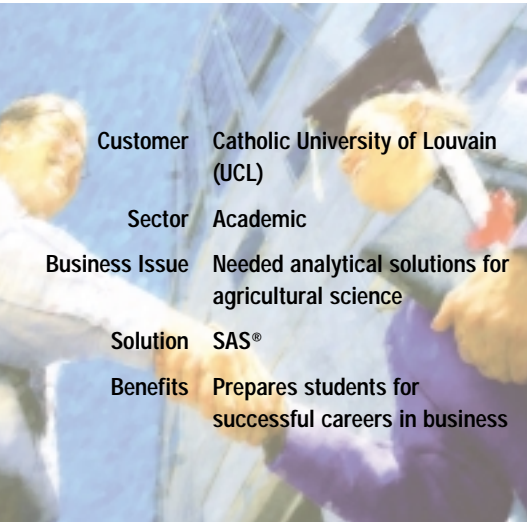 Customer Catholic University of Louvain
(UCL)
Sector Academic
Business Issue Needed analytical solutions for
agricultural science
Solution SAS®
Benefits Prepares students for
successful careers in business